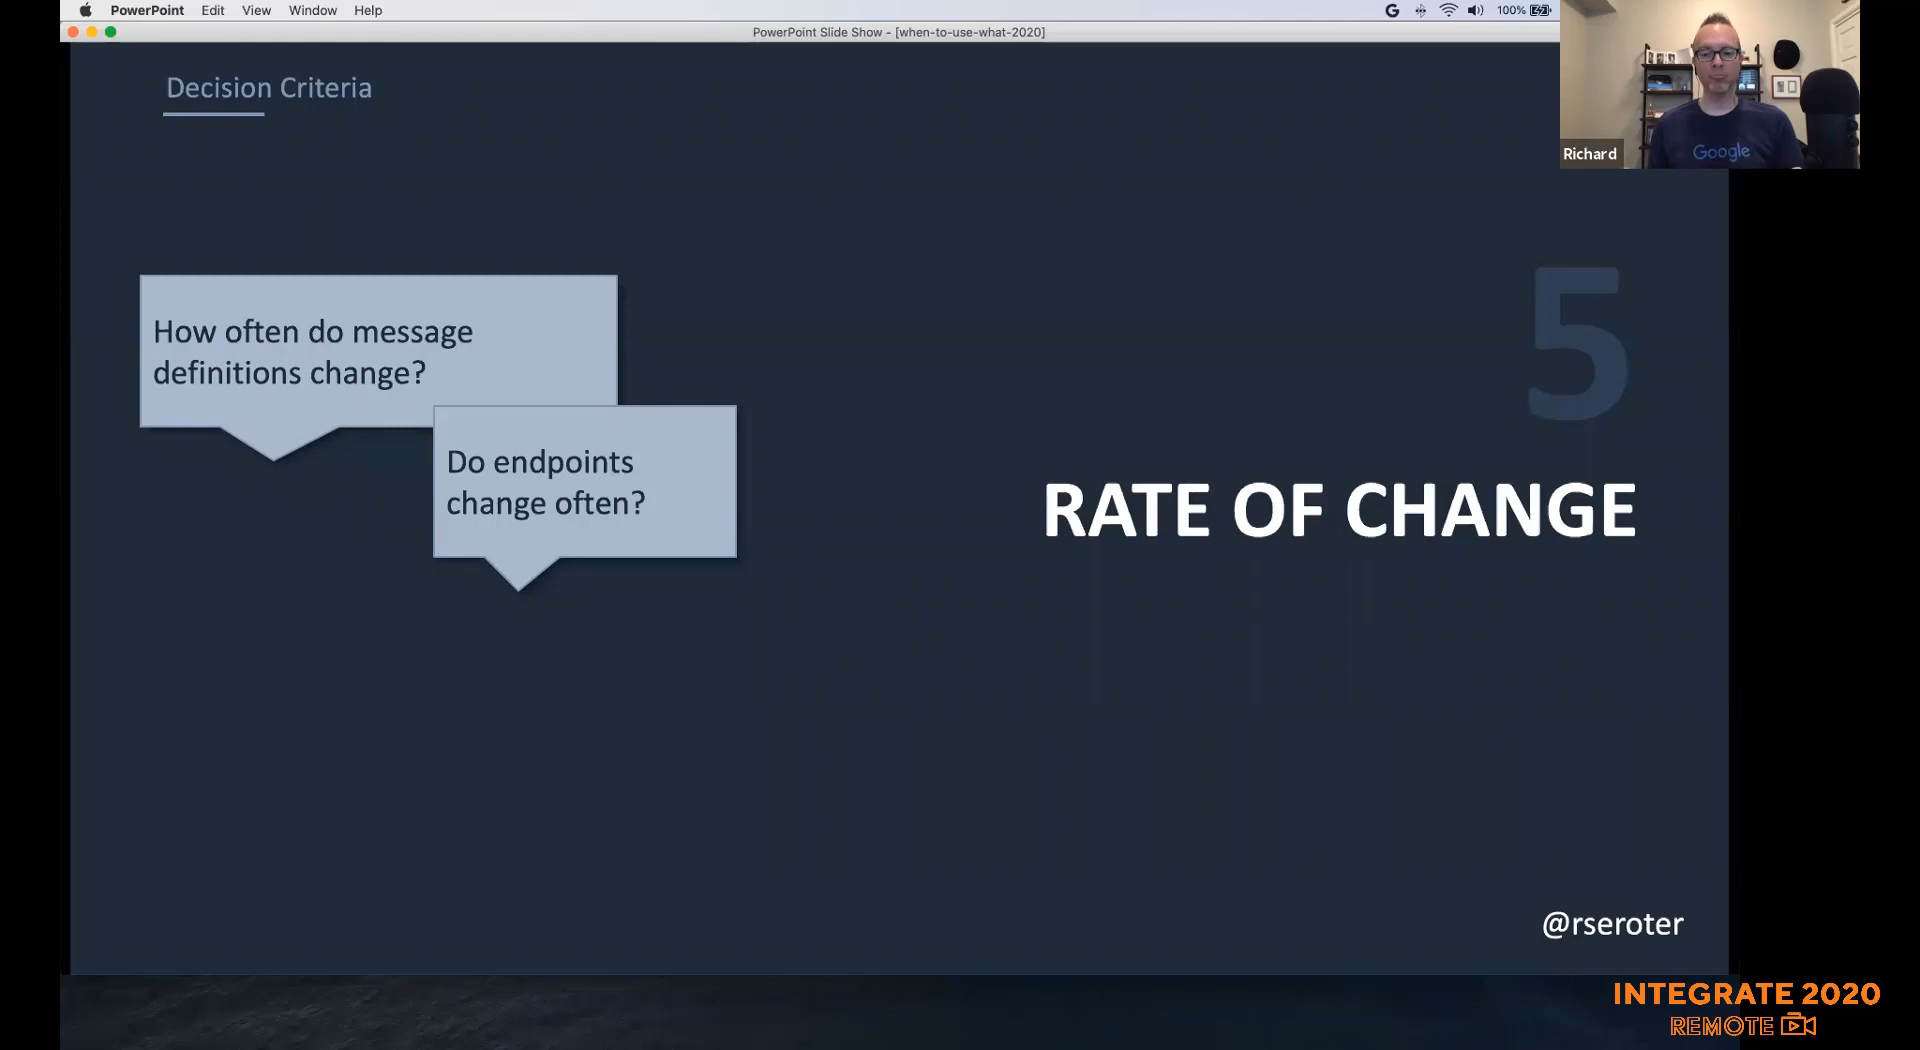 PowerPoint Edit View Window Help
100%
PowerPoint Slide Show - [when-to-use-what-2020]
Decision Criteria
Google
Richard
How often do message
definitions change?
Do endpoints
change often?
5
RATE OF CHANGE
@rseroter
INTEGRATE 2020
REMOTE